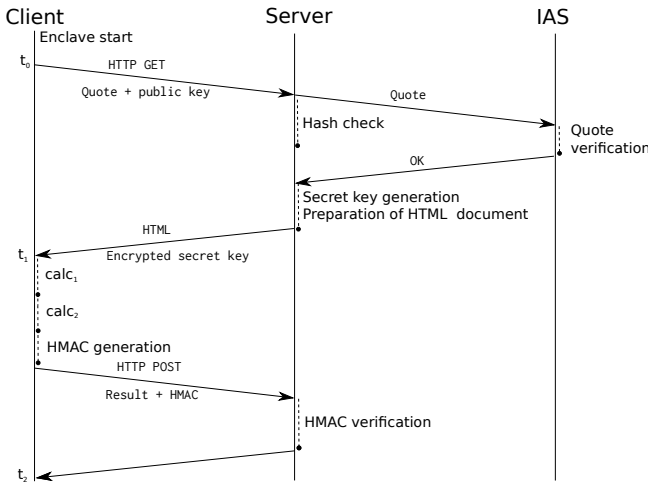 Client
Server
IAS
Enclave start
t₀
HTTP GET
Quote + public key
Quote
Hash check
Quote
verification
OK
Secret key generation
Preparation of HTML document
HTML
Encrypted secret key
t₁
calc₁
calc₂
HMAC generation
HTTP POST
Result + HMAC
HMAC verification
t₂